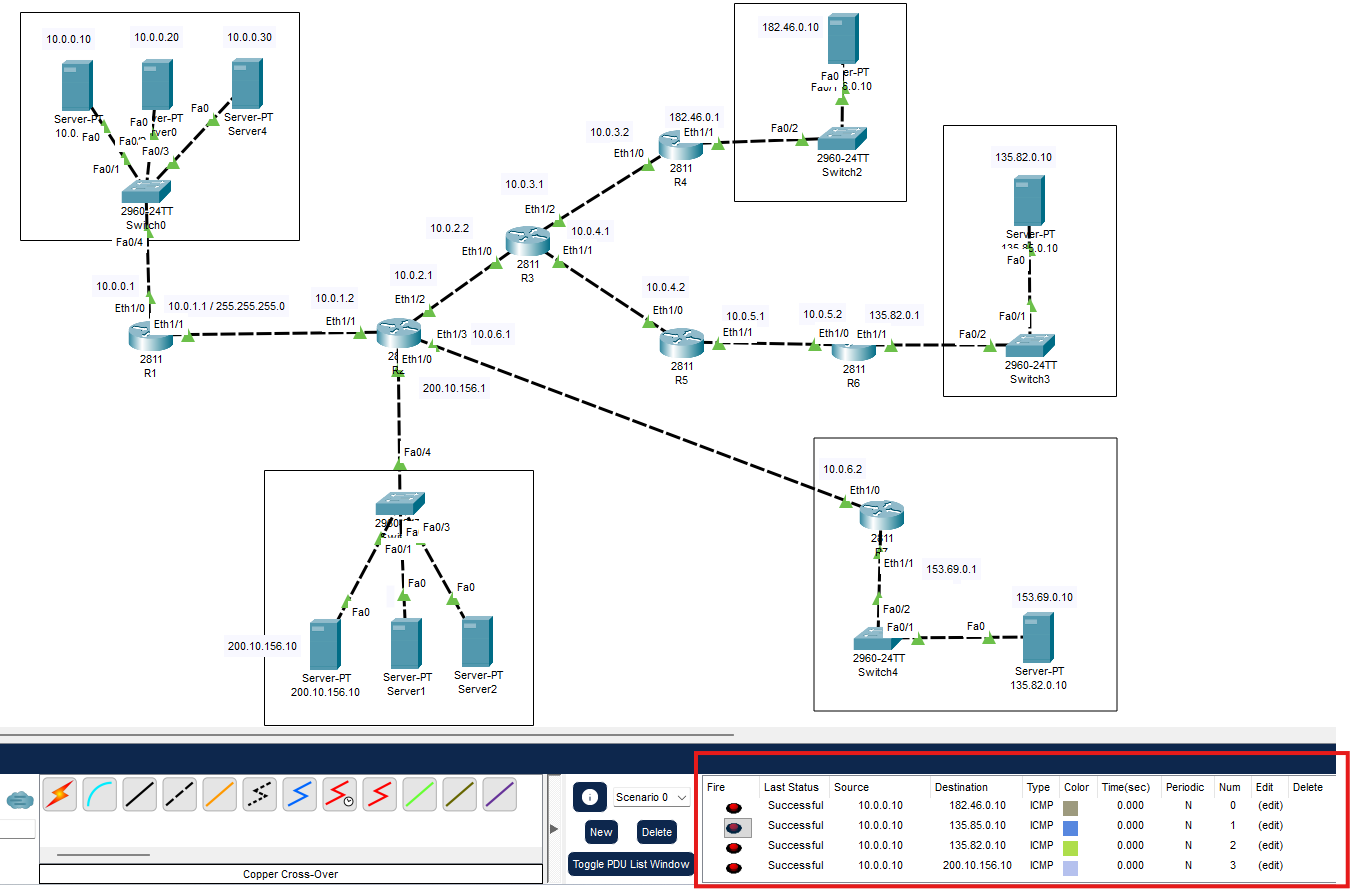 10.0.0.10
10.0.0.20
10.0.0.30
Server-PT
10.0.
Fa0
Fa0/1
Fa0
Fa0/3
Fa0
Server-PT
Server4
2960-24TT
Switch0
Fa0/4
10.0.0.1
Eth1/0
10.0.1.1 / 255.255.255.0
Eth1/1
2811
R1
10.0.1.2
Eth1/1
10.0.2.1
Eth1/2
Eth1/3
10.0.6.1
Eth1/0
200.10.156.1
10.0.2.2
Eth1/0
10.0.3.1
Eth1/2
10.0.4.1
Eth1/1
2811
R3
10.0.3.2
Eth1/0
182.46.0.1
Eth1/1
2811
R4
182.46.0.10
Fa0
Fa0/2
2960-24TT
Switch2
10.0.4.2
Eth1/0
10.0.5.1
Eth1/1
2811
R5
10.0.5.2
Eth1/0
135.82.0.1
Eth1/1
2811
R6
135.82.0.10
Server-PT
Fa0
Fa0/1
Fa0/2
2960-24TT
Switch3
Fa0/4
Fa0/3
Fa0/1
Fa0
Fa0
Fa0
200.10.156.10
Server-PT
200.10.156.10
Server-PT
Server1
Server-PT
Server2
10.0.6.2
Eth1/0
2811
Eth1/1
153.69.0.1
Fa0/2
Fa0/1
Fa0
2960-24TT
Switch4
153.69.0.10
Server-PT
135.82.0.10
Scenario 0
New
Delete
Toggle PDU List Window
Copper Cross-Over
Fire Last Status Source Destination Type Color Time(sec) Periodic Num Edit Delete
Successful 10.0.0.10 182.46.0.10 ICMP 0.000 N 0 (edit)
Successful 10.0.0.10 135.85.0.10 ICMP 0.000 N 1 (edit)
Successful 10.0.0.10 135.82.0.10 ICMP 0.000 N 2 (edit)
Successful 10.0.0.10 200.10.156.10 ICMP 0.000 N 3 (edit)